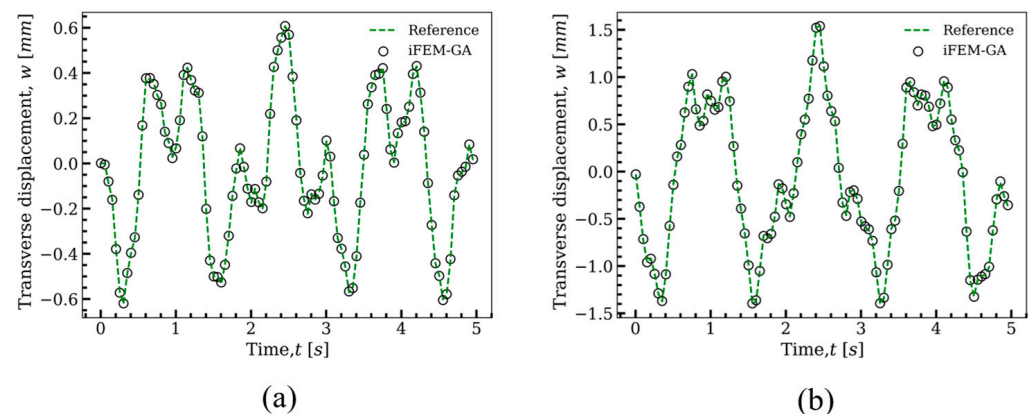 0.6
0.4
0.2
0.0
−0.2
−0.4
−0.6
Transverse displacement, w [mm]
Reference
iFEM-GA
0 1 2 3 4 5
Time,t [s]
(a)
1.5
1.0
0.5
0.0
−0.5
−1.0
−1.5
Transverse displacement, w [mm]
Reference
iFEM-GA
0 1 2 3 4 5
Time,t [s]
(b)